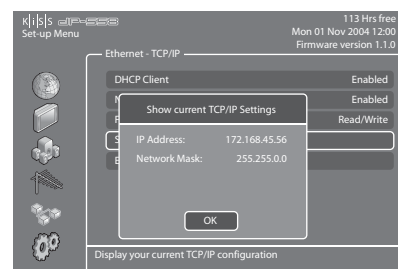 KiSS DP-558
113 Hrs free
Set-up Menu
Mon 01 Nov 2004 12:00
Firmware version 1.1.0
Ethernet - TCP/IP
DHCP Client Enabled
N Enabled
F Read/Write
S
E
Show current TCP/IP Settings
IP Address: 172.168.45.56
Network Mask: 255.255.0.0
OK
Display your current TCP/IP configuration